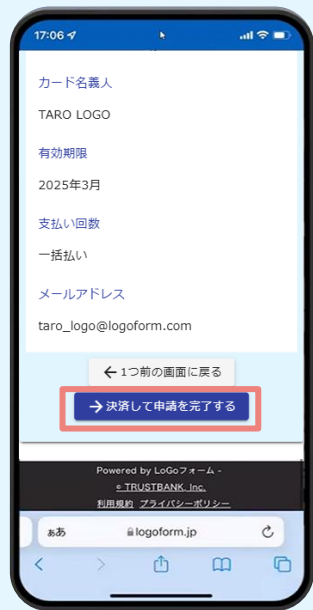 17:06
カード名義人
TARO LOGO
有効期限
2025年3月
支払い回数
一括払い
メールアドレス
taro_logo@logoform.com
← 1つ前の画面に戻る
→ 決済して申請を完了する
Powered by LoGoフォーム -
© TRUSTBANK, Inc.
利用規約 プライバシーポリシー
ぁあ logoform.jp